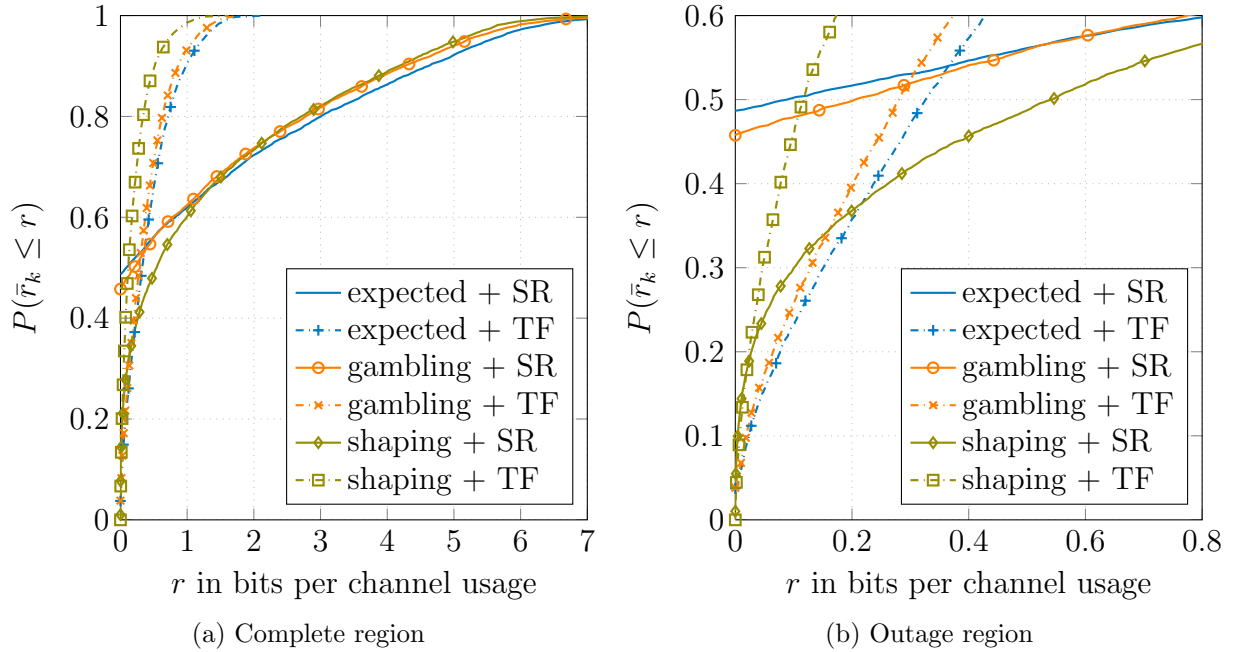 1
0.8
0.6
0.4
0.2
0
0 1 2 3 4 5 6 7
P(r̄ₖ ≤ r)
r in bits per channel usage
expected + SR
expected + TF
gambling + SR
gambling + TF
shaping + SR
shaping + TF
(a) Complete region
0.6
0.5
0.4
0.3
0.2
0.1
0
0 0.2 0.4 0.6 0.8
P(r̄ₖ ≤ r)
r in bits per channel usage
expected + SR
expected + TF
gambling + SR
gambling + TF
shaping + SR
shaping + TF
(b) Outage region